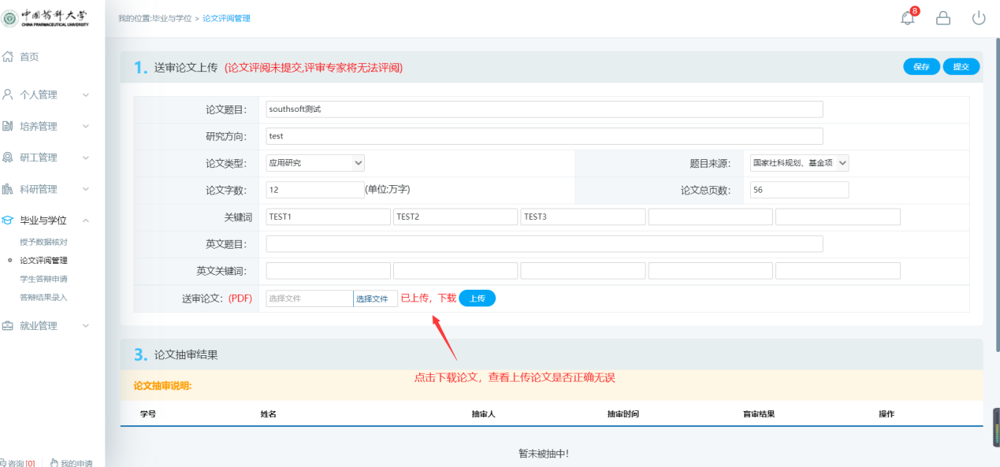 中国药科大学
CHINA PHARMACEUTICAL UNIVERSITY
我的位置:毕业与学位 > 论文评阅管理
8
首页
个人管理
培养管理
研工管理
科研管理
毕业与学位
授予数据核对
论文评阅管理
学生答辩申请
答辩结果录入
就业管理
咨询[0]
我的申请
1. 送审论文上传 (论文评阅未提交,评审专家将无法评阅)
保存 提交
论文题目: southsoft测试
研究方向: test
论文类型: 应用研究 题目来源: 国家社科规划、基金项
论文字数: 12 (单位:万字) 论文总页数: 56
关键词 TEST1 TEST2 TEST3
英文题目:
英文关键词:
送审论文: (PDF) 选择文件 选择文件 已上传, 下载 上传
3. 论文抽审结果
点击下载论文，查看上传论文是否正确无误
论文抽审说明:
学号 姓名 抽审人 抽审时间 盲审结果 操作
暂未被抽中!